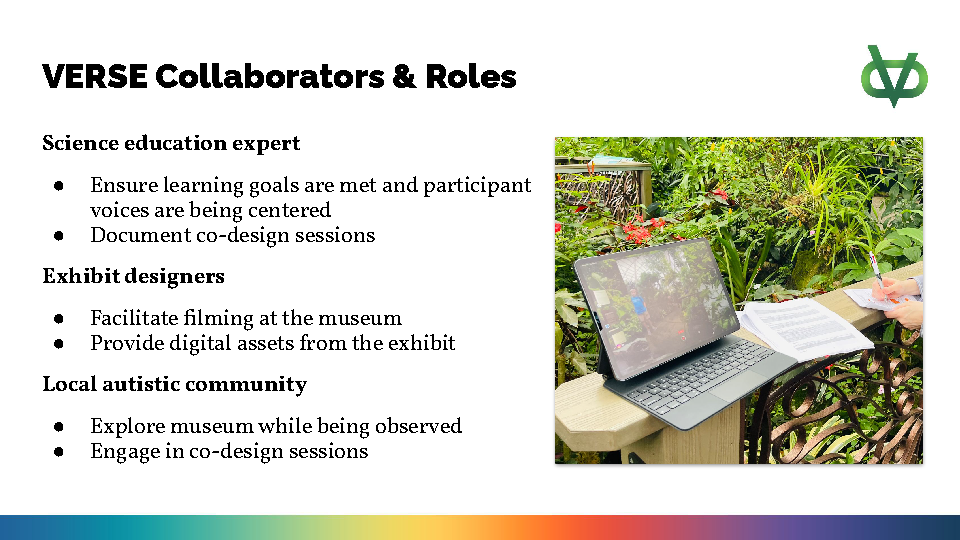 VERSE Collaborators & Roles
Science education expert
● Ensure learning goals are met and participant
voices are being centered
● Document co-design sessions
Exhibit designers
● Facilitate filming at the museum
● Provide digital assets from the exhibit
Local autistic community
● Explore museum while being observed
● Engage in co-design sessions